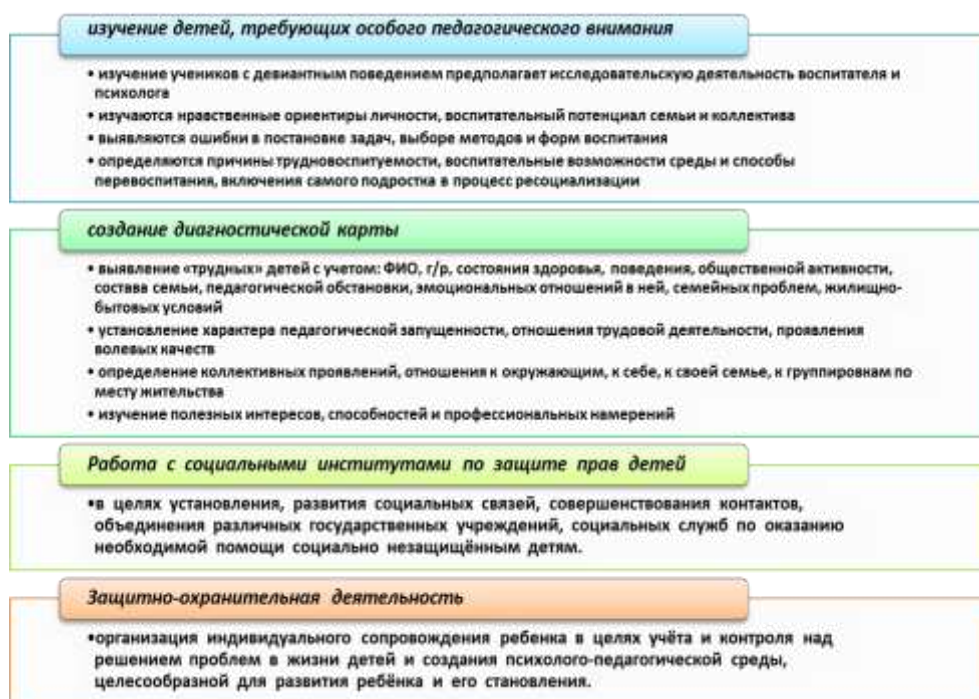 изучение детей, требующих особого педагогического внимания
• изучение учеников с девиантным поведением предполагает исследовательскую деятельность воспитателя и
психолога
• изучаются нравственные ориентиры личности, воспитательный потенциал семьи и коллектива
• выявляются ошибки в постановке задач, выборе методов и форм воспитания
• определяются причины трудновоспитуемости, воспитательные возможности среды и способы
перевоспитания, включения самого подростка в процесс ресоциализации
создание диагностической карты
• выявление «трудных» детей с учетом: ФИО, г/р, состояния здоровья, поведения, общественной активности,
состава семьи, педагогической обстановки, эмоциональных отношений в ней, семейных проблем, жилищно-
бытовых условий
• установление характера педагогической запущенности, отношения трудовой деятельности, проявления
волевых качеств
• определение коллективных проявлений, отношения к окружающим, к себе, к своей семье, к группировкам по
месту жительства
• изучение полезных интересов, способностей и профессиональных намерений
Работа с социальными институтами по защите прав детей
•в целях установления, развития социальных связей, совершенствования контактов,
объединения различных государственных учреждений, социальных служб по оказанию
необходимой помощи социально незащищённым детям.
Защитно-охранительная деятельность
•организация индивидуального сопровождения ребенка в целях учёта и контроля над
решением проблем в жизни детей и создания психолого-педагогической среды,
целесообразной для развития ребёнка и его становления.